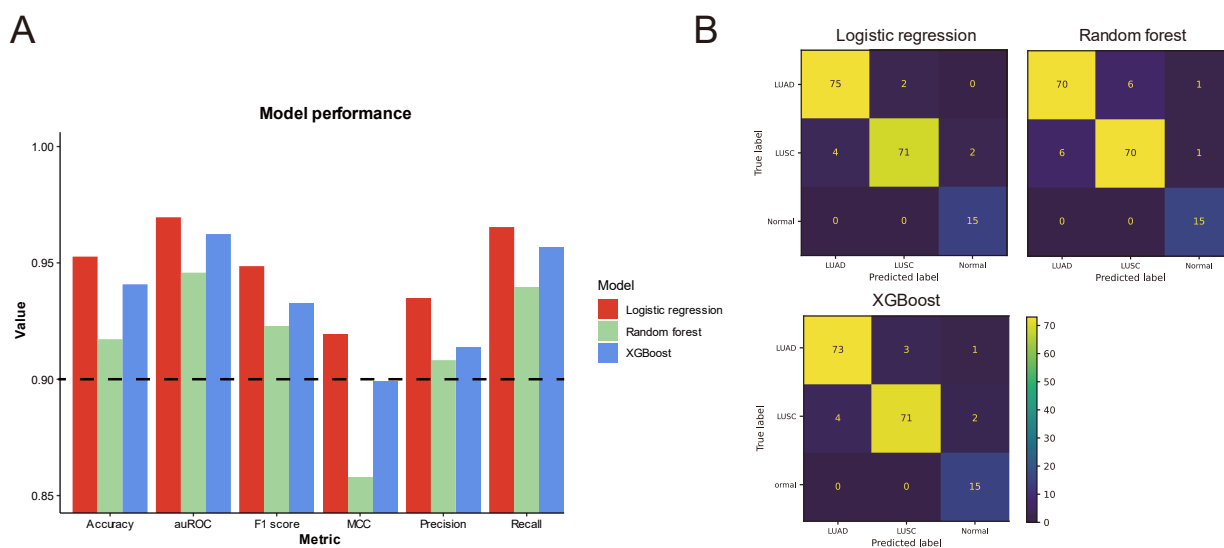 A
Model performance
1.00
0.95
0.90
0.85
Value
Accuracy
auROC
F1 score
MCC
Precision
Recall
Metric
Model
Logistic regression
Random forest
XGBoost
B
Logistic regression
True label
LUAD
75
2
0
LUSC
4
71
2
Normal
0
0
15
LUAD
LUSC
Normal
Predicted label
Random forest
True label
70
6
1
6
70
1
0
0
15
LUAD
LUSC
Normal
Predicted label
XGBoost
True label
LUAD
73
3
1
LUSC
4
71
2
ormal
0
0
15
LUAD
LUSC
Normal
Predicted label
70
60
50
40
30
20
10
0